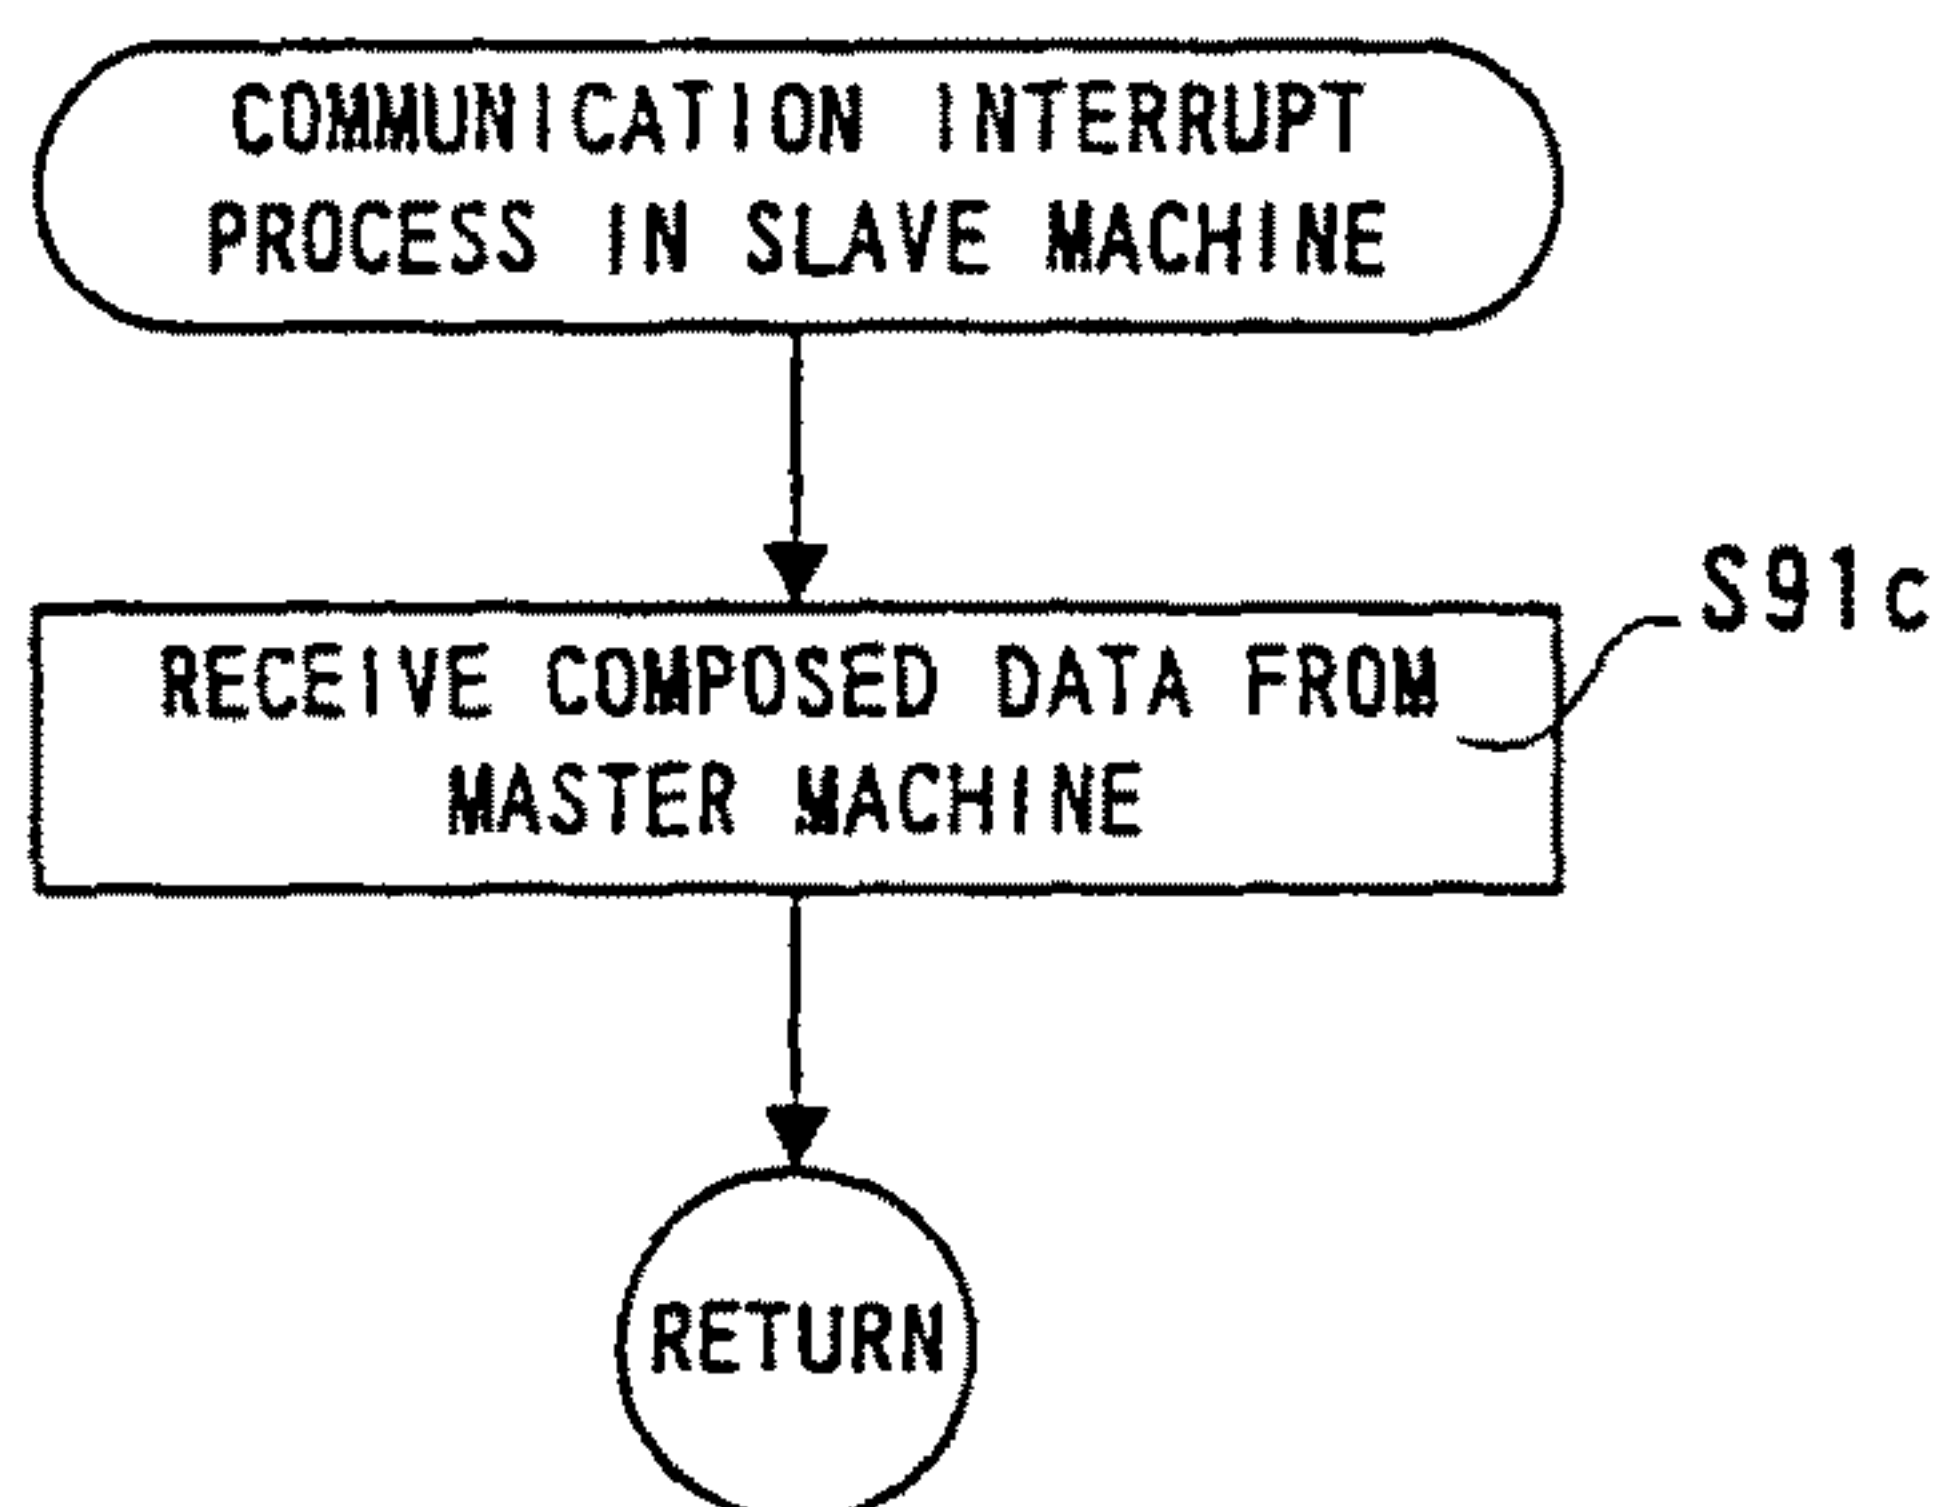 COMMUNICATION INTERRUPT
PROCESS IN SLAVE MACHINE
S91c
RECEIVE COMPOSED DATA FROM
MASTER MACHINE
RETURN